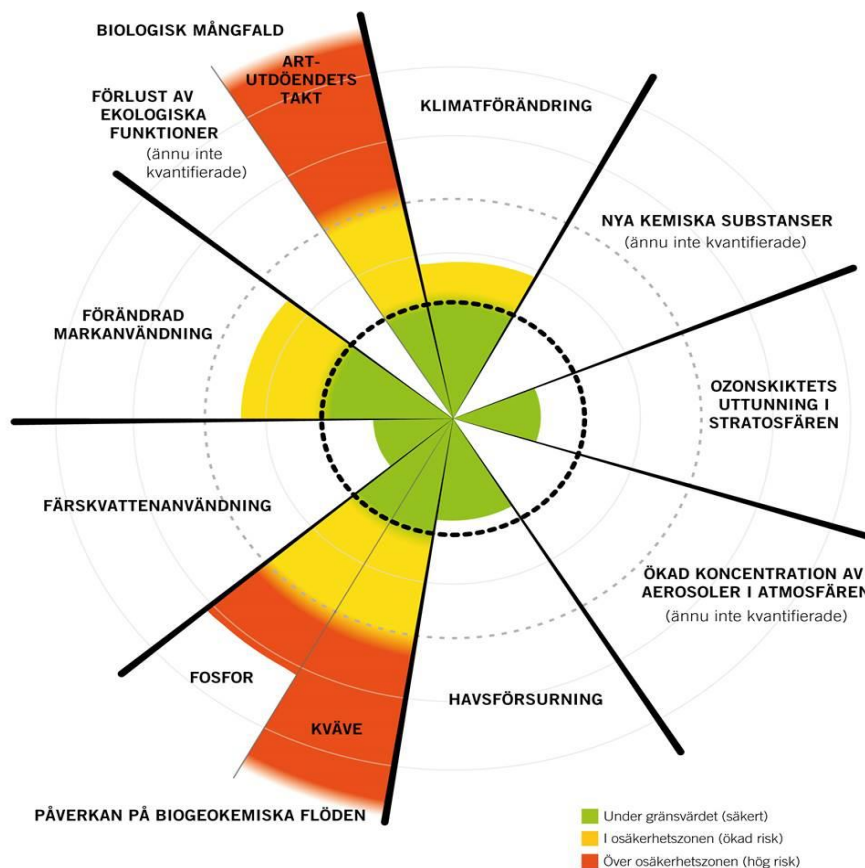 BIOLOGISK MÅNGFALD
ART-
UTDÖENDETS
TAKT
FÖRLUST AV
EKOLOGISKA
FUNKTIONER
(ännu inte
kvantifierade)
KLIMATFÖRÄNDRING
NYA KEMISKA SUBSTANSER
(ännu inte kvantifierade)
FÖRÄNDRAD
MARKANVÄNDNING
OZONSKIKTETS
UTTUNNING I
STRATOSFÄREN
FÄRSKVATTENANVÄNDNING
ÖKAD KONCENTRATION AV
AEROSOLER I ATMOSFÄREN
(ännu inte kvantifierade)
FOSFOR
HAVSFÖRSURNING
KVÄVE
PÅVERKAN PÅ BIOGEOKEMISKA FLÖDEN
Under gränsvärdet (säkert)
I osäkerhetszonen (ökad risk)
Över osäkerhetszonen (hög risk)